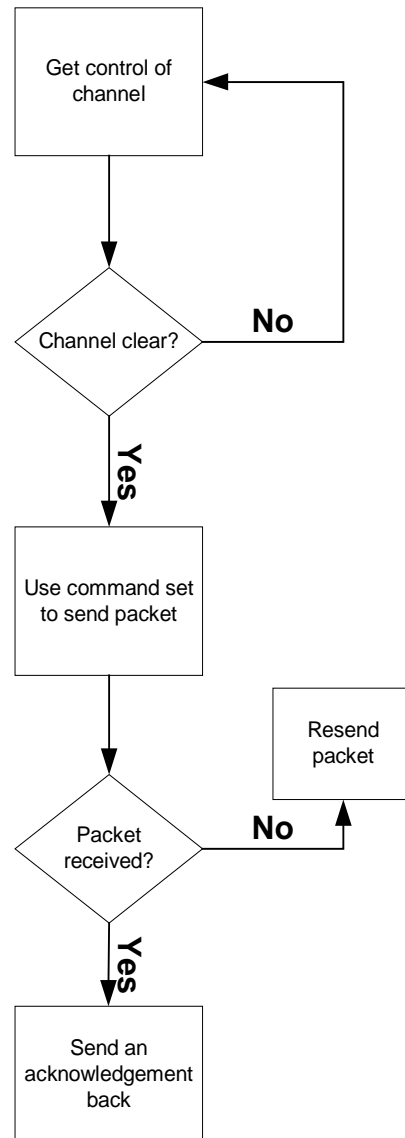 Get control of
channel
Channel clear?
No
Yes
Use command set
to send packet
Resend
packet
Packet
received?
No
Yes
Send an
acknowledgement
back